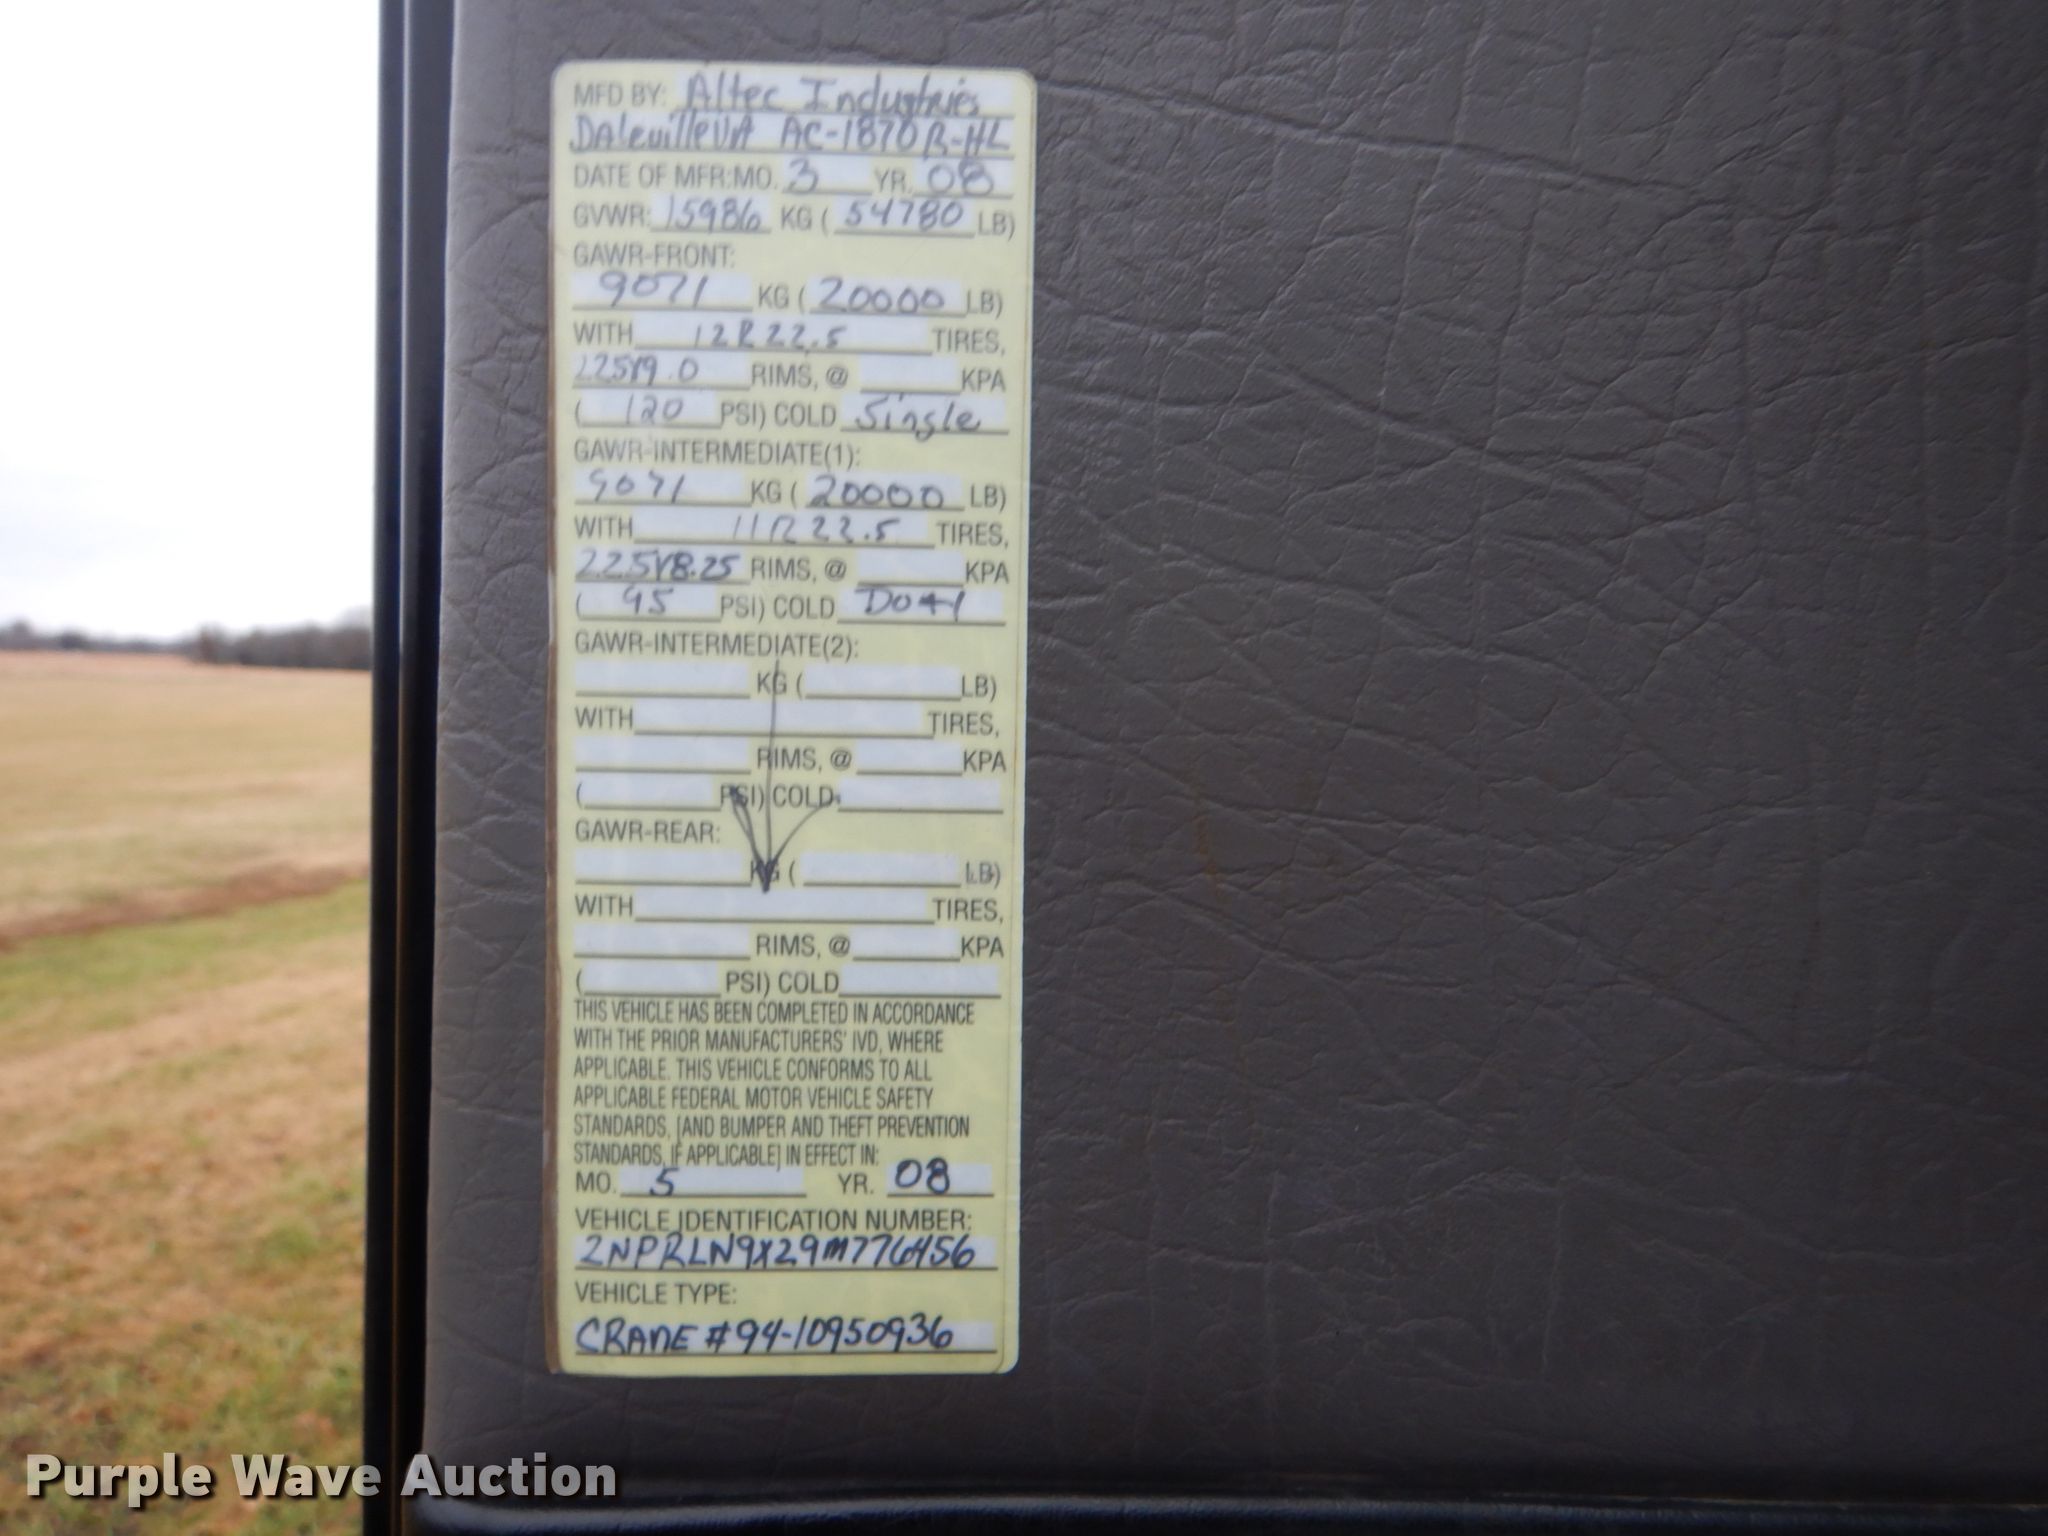 MFD BY: Altec Industries
Daleville VA AC-1870B-HL
DATE OF MFR:MO. 3 YR. 08
GVWR: 15986 KG ( 54780 LB)
GAWR-FRONT:
9071 KG ( 20000 LB)
WITH 12R22.5 TIRES,
225X9.0 RIMS, @ KPA
( 120 PSI) COLD Single
GAWR-INTERMEDIATE(1):
9071 KG ( 20000 LB)
WITH 11R22.5 TIRES,
22.5X8.25 RIMS, @ KPA
( 95 PSI) COLD Dual
GAWR-INTERMEDIATE(2):
KG ( LB)
WITH TIRES,
RIMS, @ KPA
( PSI) COLD
GAWR-REAR:
KG ( LB)
WITH TIRES,
RIMS, @ KPA
( PSI) COLD
THIS VEHICLE HAS BEEN COMPLETED IN ACCORDANCE
WITH THE PRIOR MANUFACTURERS' IVD, WHERE
APPLICABLE. THIS VEHICLE CONFORMS TO ALL
APPLICABLE FEDERAL MOTOR VEHICLE SAFETY
STANDARDS, [AND BUMPER AND THEFT PREVENTION
STANDARDS, IF APPLICABLE] IN EFFECT IN:
MO. 5 YR. 08
VEHICLE IDENTIFICATION NUMBER:
2NPRLN9X29M776456
VEHICLE TYPE:
CRANE #94-10950936
Purple Wave Auction